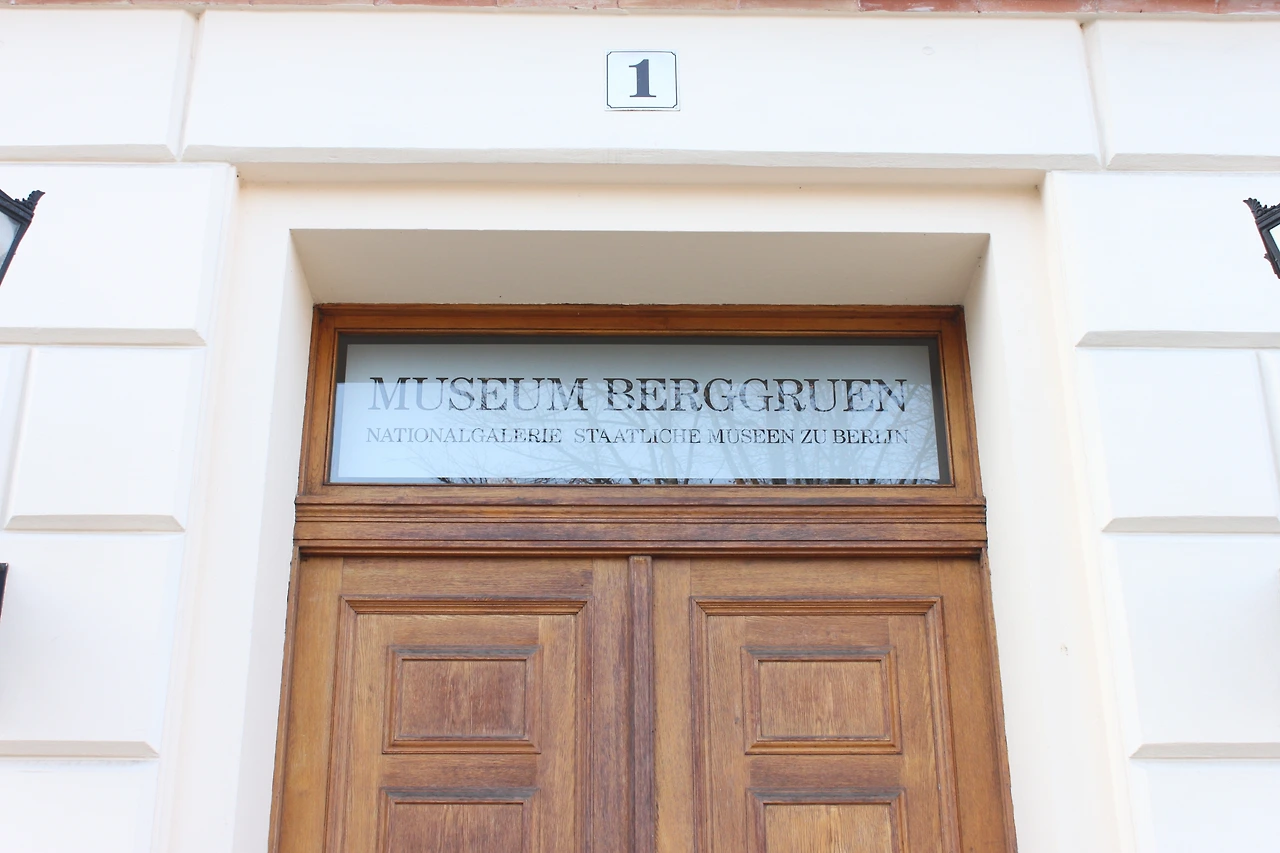 1
MUSEUM BERGGRUEN
NATIONALGALERIE STAATLICHE MUSEEN ZU BERLIN